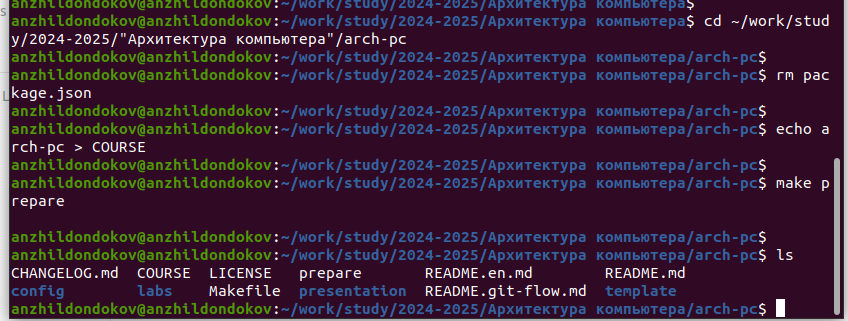 anzhildondokov@anzhildondokov:~/work/study/2024-2025/Архитектура компьютера$
anzhildondokov@anzhildondokov:~/work/study/2024-2025/Архитектура компьютера$ cd ~/work/stud
y/2024-2025/"Архитектура компьютера"/arch-pc
anzhildondokov@anzhildondokov:~/work/study/2024-2025/Архитектура компьютера/arch-pc$
anzhildondokov@anzhildondokov:~/work/study/2024-2025/Архитектура компьютера/arch-pc$ rm pac
kage.json
anzhildondokov@anzhildondokov:~/work/study/2024-2025/Архитектура компьютера/arch-pc$
anzhildondokov@anzhildondokov:~/work/study/2024-2025/Архитектура компьютера/arch-pc$ echo a
rch-pc > COURSE
anzhildondokov@anzhildondokov:~/work/study/2024-2025/Архитектура компьютера/arch-pc$
anzhildondokov@anzhildondokov:~/work/study/2024-2025/Архитектура компьютера/arch-pc$ make p
repare
anzhildondokov@anzhildondokov:~/work/study/2024-2025/Архитектура компьютера/arch-pc$
anzhildondokov@anzhildondokov:~/work/study/2024-2025/Архитектура компьютера/arch-pc$ ls
CHANGELOG.md COURSE LICENSE prepare README.en.md README.md
config labs Makefile presentation README.git-flow.md template
anzhildondokov@anzhildondokov:~/work/study/2024-2025/Архитектура компьютера/arch-pc$